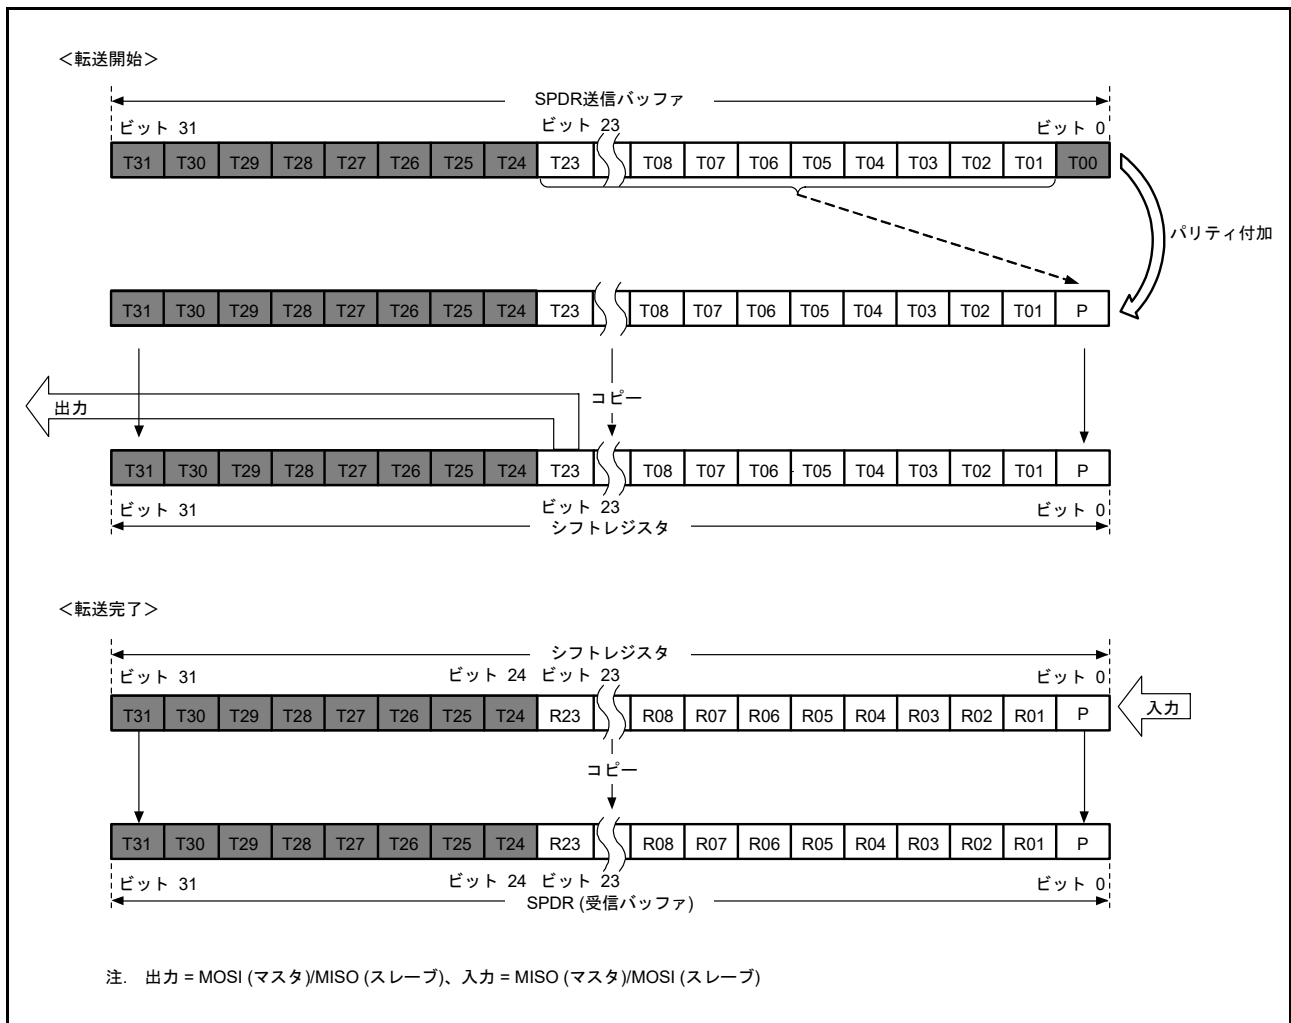 ＜転送開始＞
SPDR送信バッファ
ビット 31 ビット 23 ビット 0
T31 T30 T29 T28 T27 T26 T25 T24 T23 T08 T07 T06 T05 T04 T03 T02 T01 T00
パリティ付加
T31 T30 T29 T28 T27 T26 T25 T24 T23 T08 T07 T06 T05 T04 T03 T02 T01 P
コピー
出力
T31 T30 T29 T28 T27 T26 T25 T24 T23 T08 T07 T06 T05 T04 T03 T02 T01 P
ビット 31 ビット 23 ビット 0
シフトレジスタ
＜転送完了＞
シフトレジスタ
ビット 31 ビット 24 ビット 23 ビット 0
T31 T30 T29 T28 T27 T26 T25 T24 R23 R08 R07 R06 R05 R04 R03 R02 R01 P
入力
コピー
T31 T30 T29 T28 T27 T26 T25 T24 R23 R08 R07 R06 R05 R04 R03 R02 R01 P
ビット 31 ビット 24 ビット 23 ビット 0
SPDR (受信バッファ)
注. 出力 = MOSI (マスタ)/MISO (スレーブ)、入力 = MISO (マスタ)/MOSI (スレーブ)